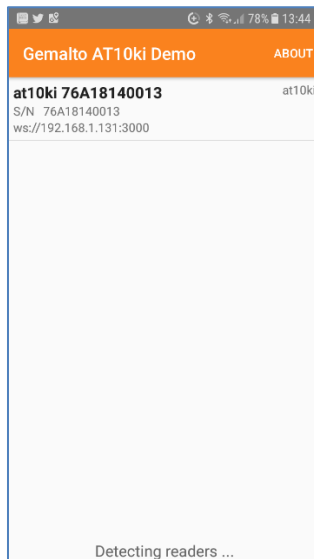 78% 13:44
Gemalto AT10ki Demo ABOUT
at10ki 76A18140013 at10ki
S/N 76A18140013
ws://192.168.1.131:3000
Detecting readers ...